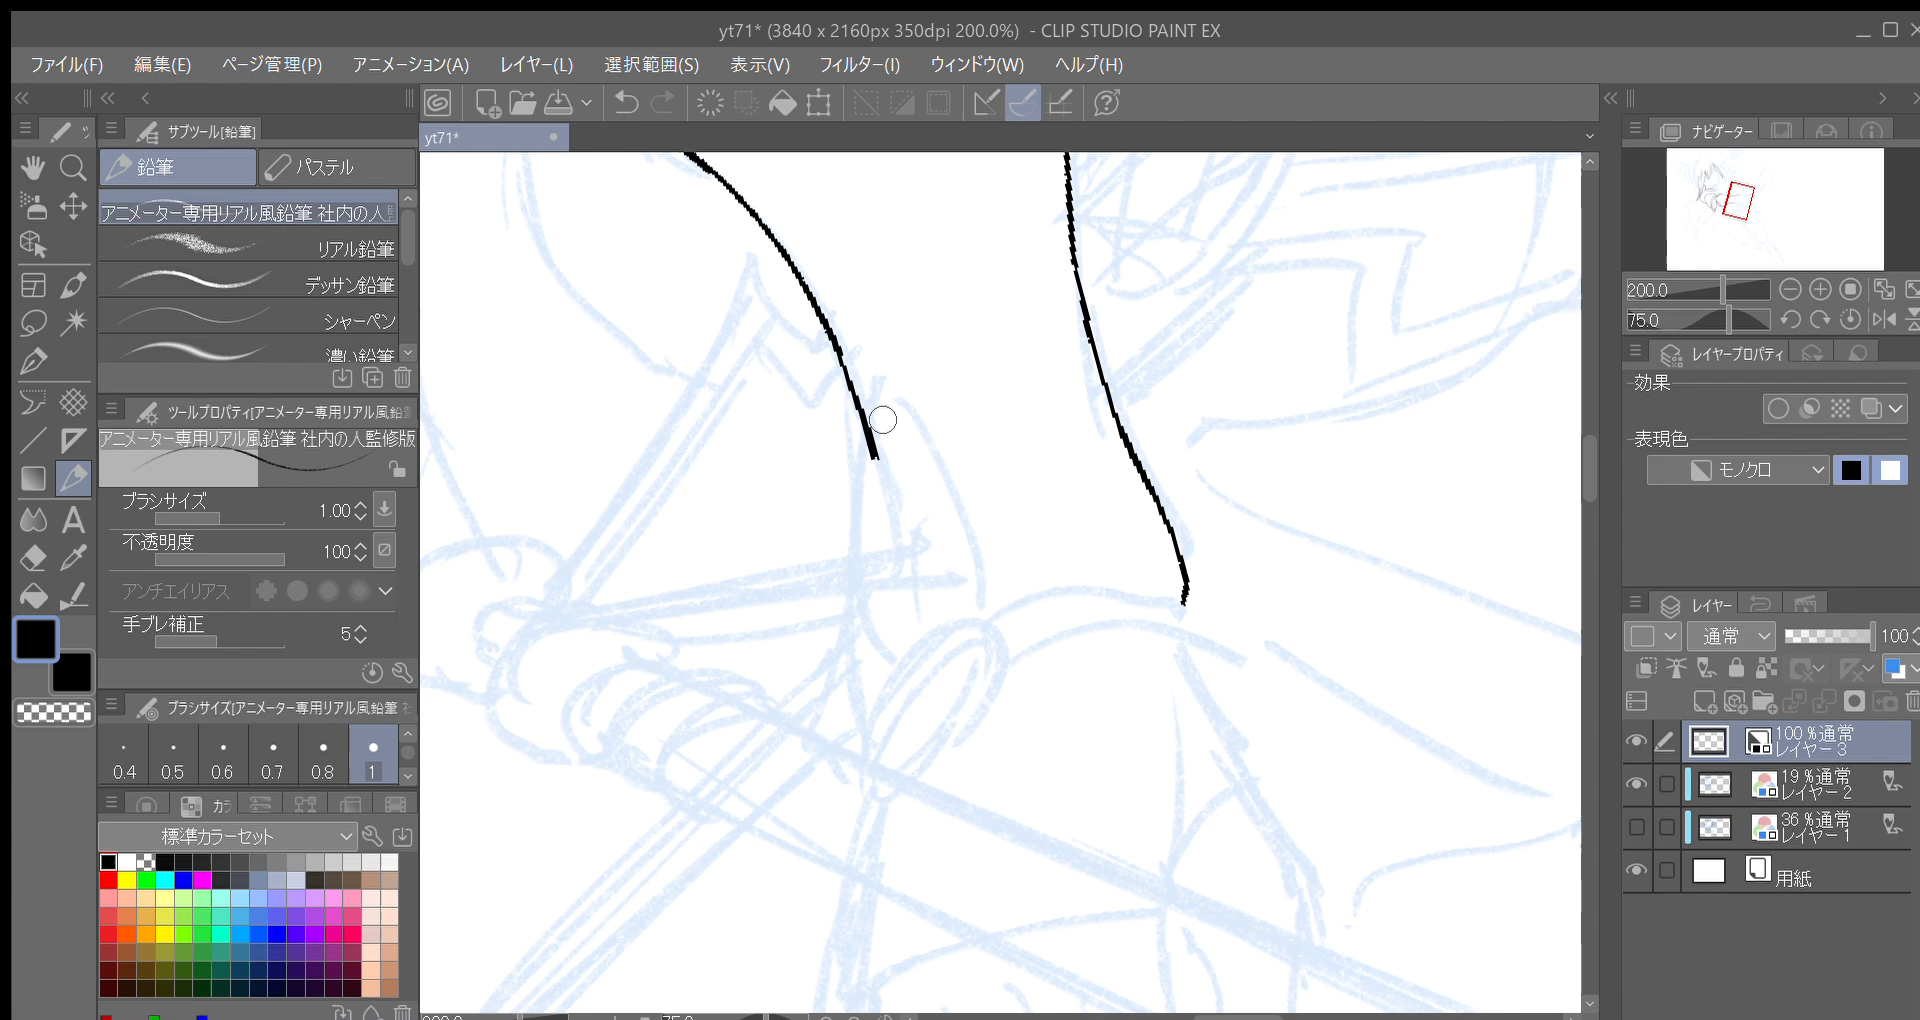 yt71* (3840 x 2160px 350dpi 200.0%) - CLIP STUDIO PAINT EX
ファイル(F) 編集(E) ページ管理(P) アニメーション(A) レイヤー(L) 選択範囲(S) 表示(V) フィルター(I) ウィンドウ(W) ヘルプ(H)
サブツール[鉛筆]
鉛筆 パステル
アニメーター専用リアル風鉛筆 社内の人
リアル鉛筆
デッサン鉛筆
シャーペン
濃い鉛筆
ツールプロパティ[アニメーター専用リアル風鉛
アニメーター専用リアル風鉛筆 社内の人監修版
ブラシサイズ 1.00
不透明度 100
アンチエイリアス
手ブレ補正 5
ブラシサイズ[アニメーター専用リアル風鉛筆
0.4 0.5 0.6 0.7 0.8 1
カラ
標準カラーセット
yt71*
ナビゲーター
200.0
75.0
レイヤープロパティ
効果
表現色
モノクロ
レイヤー
通常 100
100 %通常
レイヤー 3
19 %通常
レイヤー 2
36 %通常
レイヤー 1
用紙